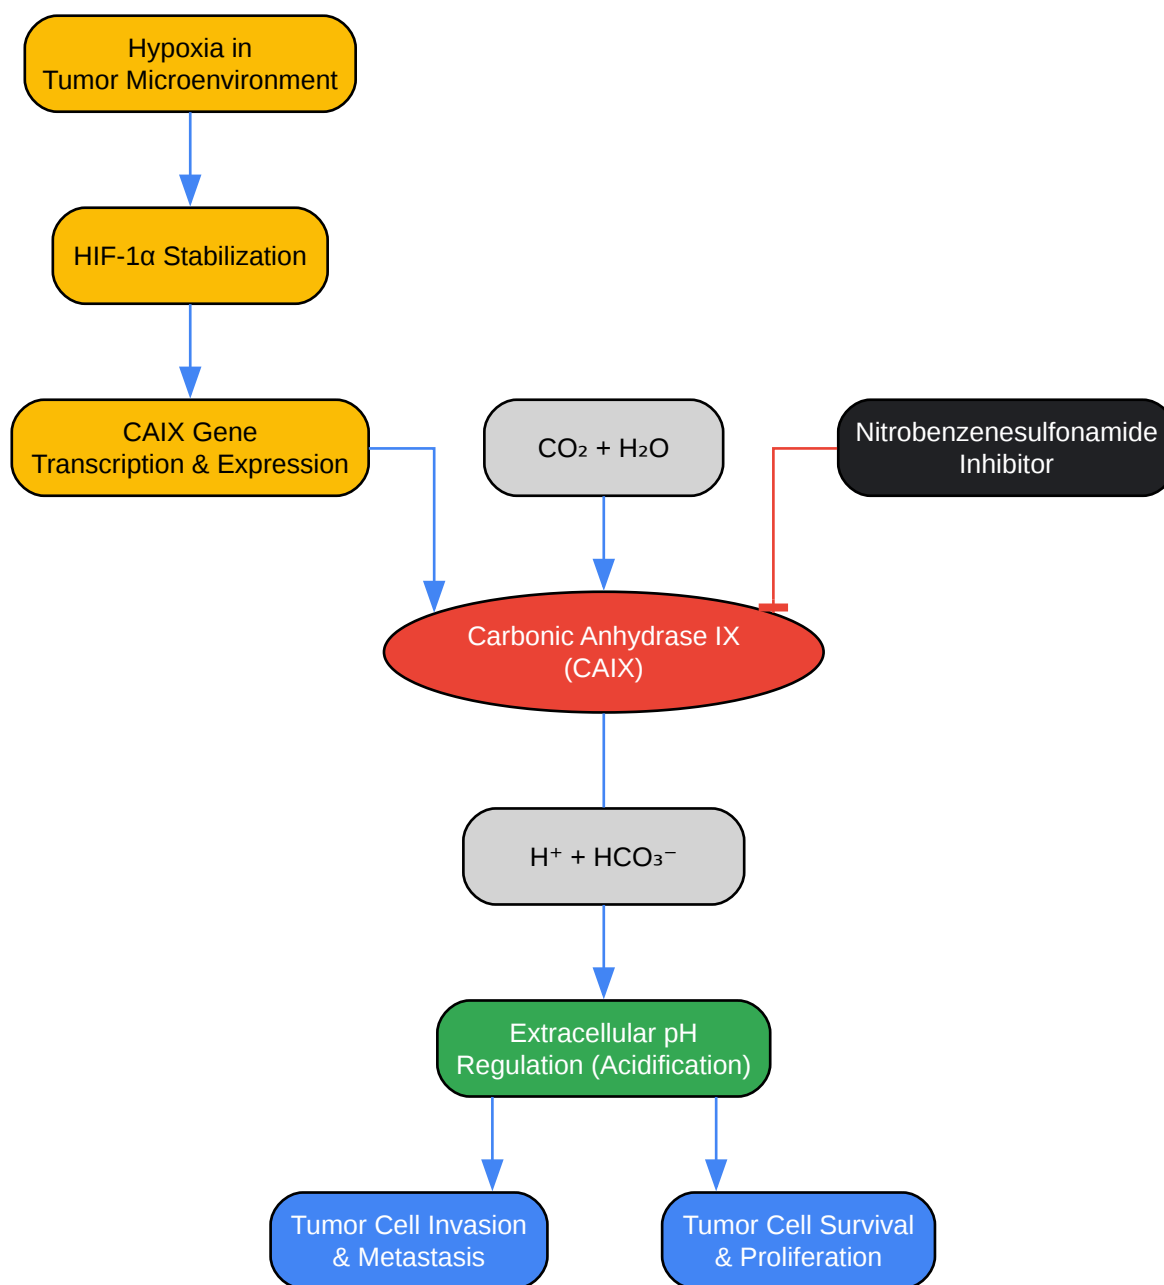 Hypoxia in
Tumor Microenvironment
HIF-1α Stabilization
CAIX Gene
Transcription & Expression
CO₂ + H₂O
Nitrobenzenesulfonamide
Inhibitor
Carbonic Anhydrase IX
(CAIX)
H⁺ + HCO₃⁻
Extracellular pH
Regulation (Acidification)
Tumor Cell Invasion
& Metastasis
Tumor Cell Survival
& Proliferation